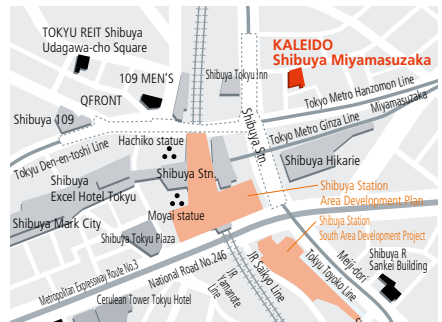 TOKYU REIT Shibuya
Udagawa-cho Square
KALEIDO
Shibuya Miyamasuzaka
109 MEN'S
Shibuya Tokyu Inn
QFRONT
Tokyo Metro Hanzomon Line
Miyamasuzaka
Shibuya 109
Shibuya Stn.
Tokyo Metro Ginza Line
Hachiko statue
Tokyu Den-en-toshi Line
Shibuya Hikarie
Shibuya Stn.
Shibuya
Excel Hotel Tokyu
Shibuya Station
Area Development Plan
Moyai statue
Shibuya Mark City
Shibuya Station
South Area Development Project
Shibuya Tokyu Plaza
Meiji-dori
Shibuya R
Sankei Building
Tokyu Toyoko Line
JR Saikyo Line
JR Yamanote
Line
National Road No.246
Metropolitan Expressway Route No.3
Cerulean Tower Tokyu Hotel